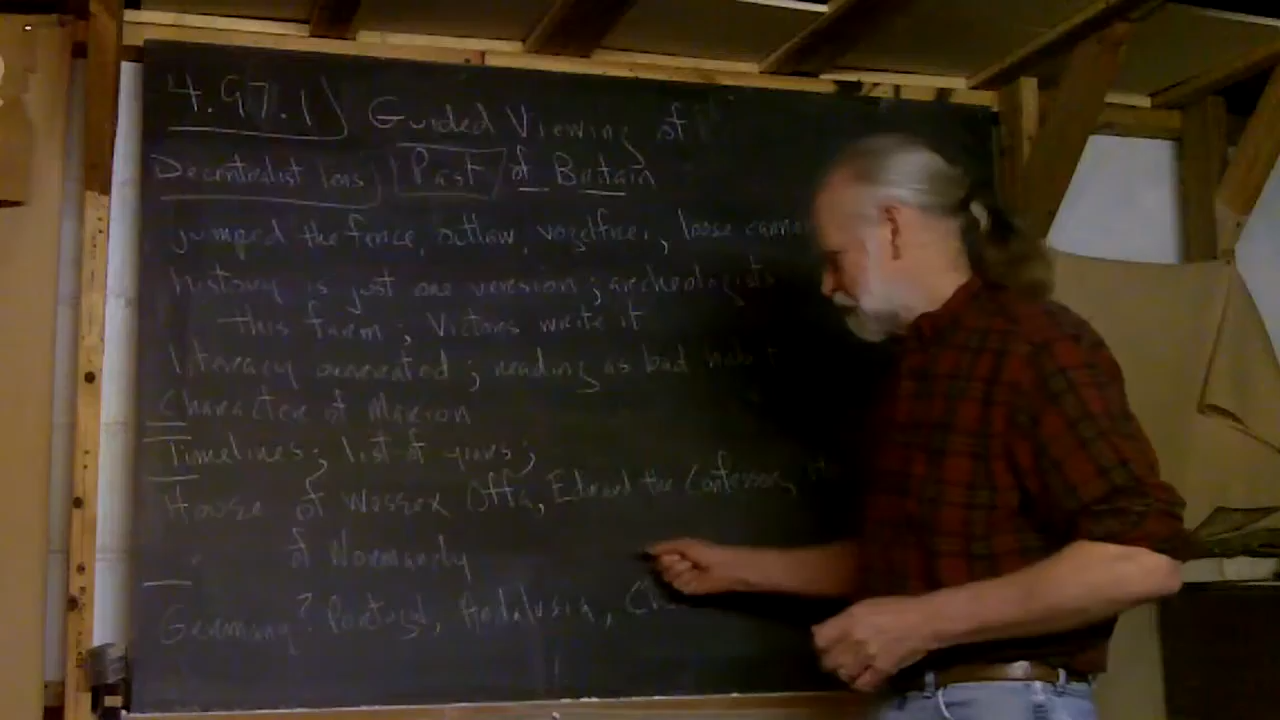 4.97.1) Guided Viewing of
Decentralist lens Past of Britain
jumped the fence, outlaw, vogelfrei, loose cannon
history is just one version; archeologists
this farm; Victors write it
literacy overrated; reading as bad habit
Character of Marion
Timelines; list of years;
House of Wessex Offa, Edward the Confessor,
" of Normandy
Germany? Portugal, Andalusia,